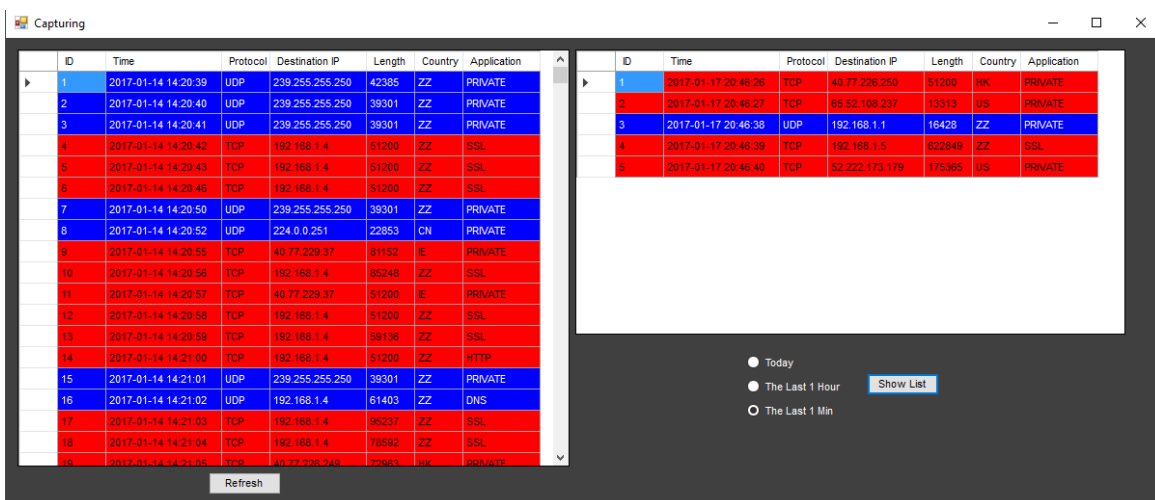 Capturing
ID Time Protocol Destination IP Length Country Application
1 2017-01-14 14:20:39 UDP 239.255.255.250 42385 ZZ PRIVATE
2 2017-01-14 14:20:40 UDP 239.255.255.250 39301 ZZ PRIVATE
3 2017-01-14 14:20:41 UDP 239.255.255.250 39301 ZZ PRIVATE
4 2017-01-14 14:20:42 TCP 192.168.1.4 51200 ZZ SSL
5 2017-01-14 14:20:43 TCP 192.168.1.4 51200 ZZ SSL
6 2017-01-14 14:20:46 TCP 192.168.1.4 51200 ZZ SSL
7 2017-01-14 14:20:50 UDP 239.255.255.250 39301 ZZ PRIVATE
8 2017-01-14 14:20:52 UDP 224.0.0.251 22853 CN PRIVATE
9 2017-01-14 14:20:55 TCP 40.77.229.37 81152 IE PRIVATE
10 2017-01-14 14:20:56 TCP 192.168.1.4 85248 ZZ SSL
11 2017-01-14 14:20:57 TCP 40.77.229.37 51200 IE PRIVATE
12 2017-01-14 14:20:58 TCP 192.168.1.4 51200 ZZ SSL
13 2017-01-14 14:20:59 TCP 192.168.1.4 59136 ZZ SSL
14 2017-01-14 14:21:00 TCP 192.168.1.4 51200 ZZ HTTP
15 2017-01-14 14:21:01 UDP 239.255.255.250 39301 ZZ PRIVATE
16 2017-01-14 14:21:02 UDP 192.168.1.4 61403 ZZ DNS
17 2017-01-14 14:21:03 TCP 192.168.1.4 95237 ZZ SSL
18 2017-01-14 14:21:04 TCP 192.168.1.4 78592 ZZ SSL
19 2017-01-14 14:21:05 TCP 40.77.226.249 72963 HK PRIVATE
Refresh
ID Time Protocol Destination IP Length Country Application
1 2017-01-17 20:46:26 TCP 40.77.226.250 51200 HK PRIVATE
2 2017-01-17 20:46:27 TCP 65.52.108.237 13313 US PRIVATE
3 2017-01-17 20:46:38 UDP 192.168.1.1 16428 ZZ PRIVATE
4 2017-01-17 20:46:39 TCP 192.168.1.5 622849 ZZ SSL
5 2017-01-17 20:46:40 TCP 52.222.173.179 175365 US PRIVATE
Today
The Last 1 Hour
Show List
The Last 1 Min